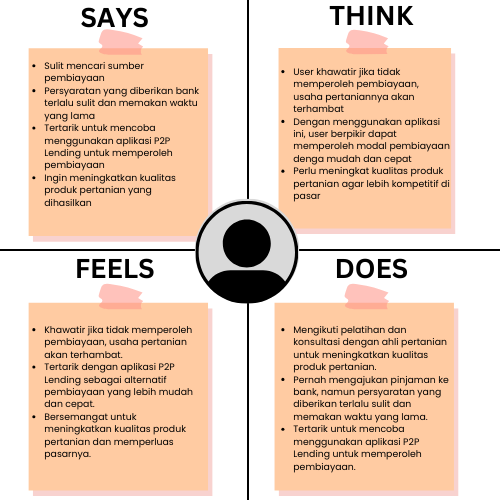 SAYS
• Sulit mencari sumber
pembiayaan
• Persyaratan yang diberikan bank
terlalu sulit dan memakan waktu
yang lama
• Tertarik untuk mencoba
menggunakan aplikasi P2P
Lending untuk memperoleh
pembiayaan
• Ingin meningkatkan kualitas
produk pertanian yang
dihasilkan
THINK
• User khawatir jika tidak
memperoleh pembiayaan,
usaha pertaniannya akan
terhambat
• Dengan menggunakan aplikasi
ini, user berpikir dapat
memperoleh modal pembiayaan
denga mudah dan cepat
• Perlu meningkat kualitas produk
pertanian agar lebih kompetitif di
pasar
FEELS
• Khawatir jika tidak memperoleh
pembiayaan, usaha pertanian
akan terhambat.
• Tertarik dengan aplikasi P2P
Lending sebagai alternatif
pembiayaan yang lebih mudah
dan cepat.
• Bersemangat untuk
meningkatkan kualitas produk
pertanian dan memperluas
pasarnya.
DOES
• Mengikuti pelatihan dan
konsultasi dengan ahli pertanian
untuk meningkatkan kualitas
produk pertanian.
• Pernah mengajukan pinjaman ke
bank, namun persyaratan yang
diberikan terlalu sulit dan
memakan waktu yang lama.
• Tertarik untuk mencoba
menggunakan aplikasi P2P
Lending untuk memperoleh
pembiayaan.